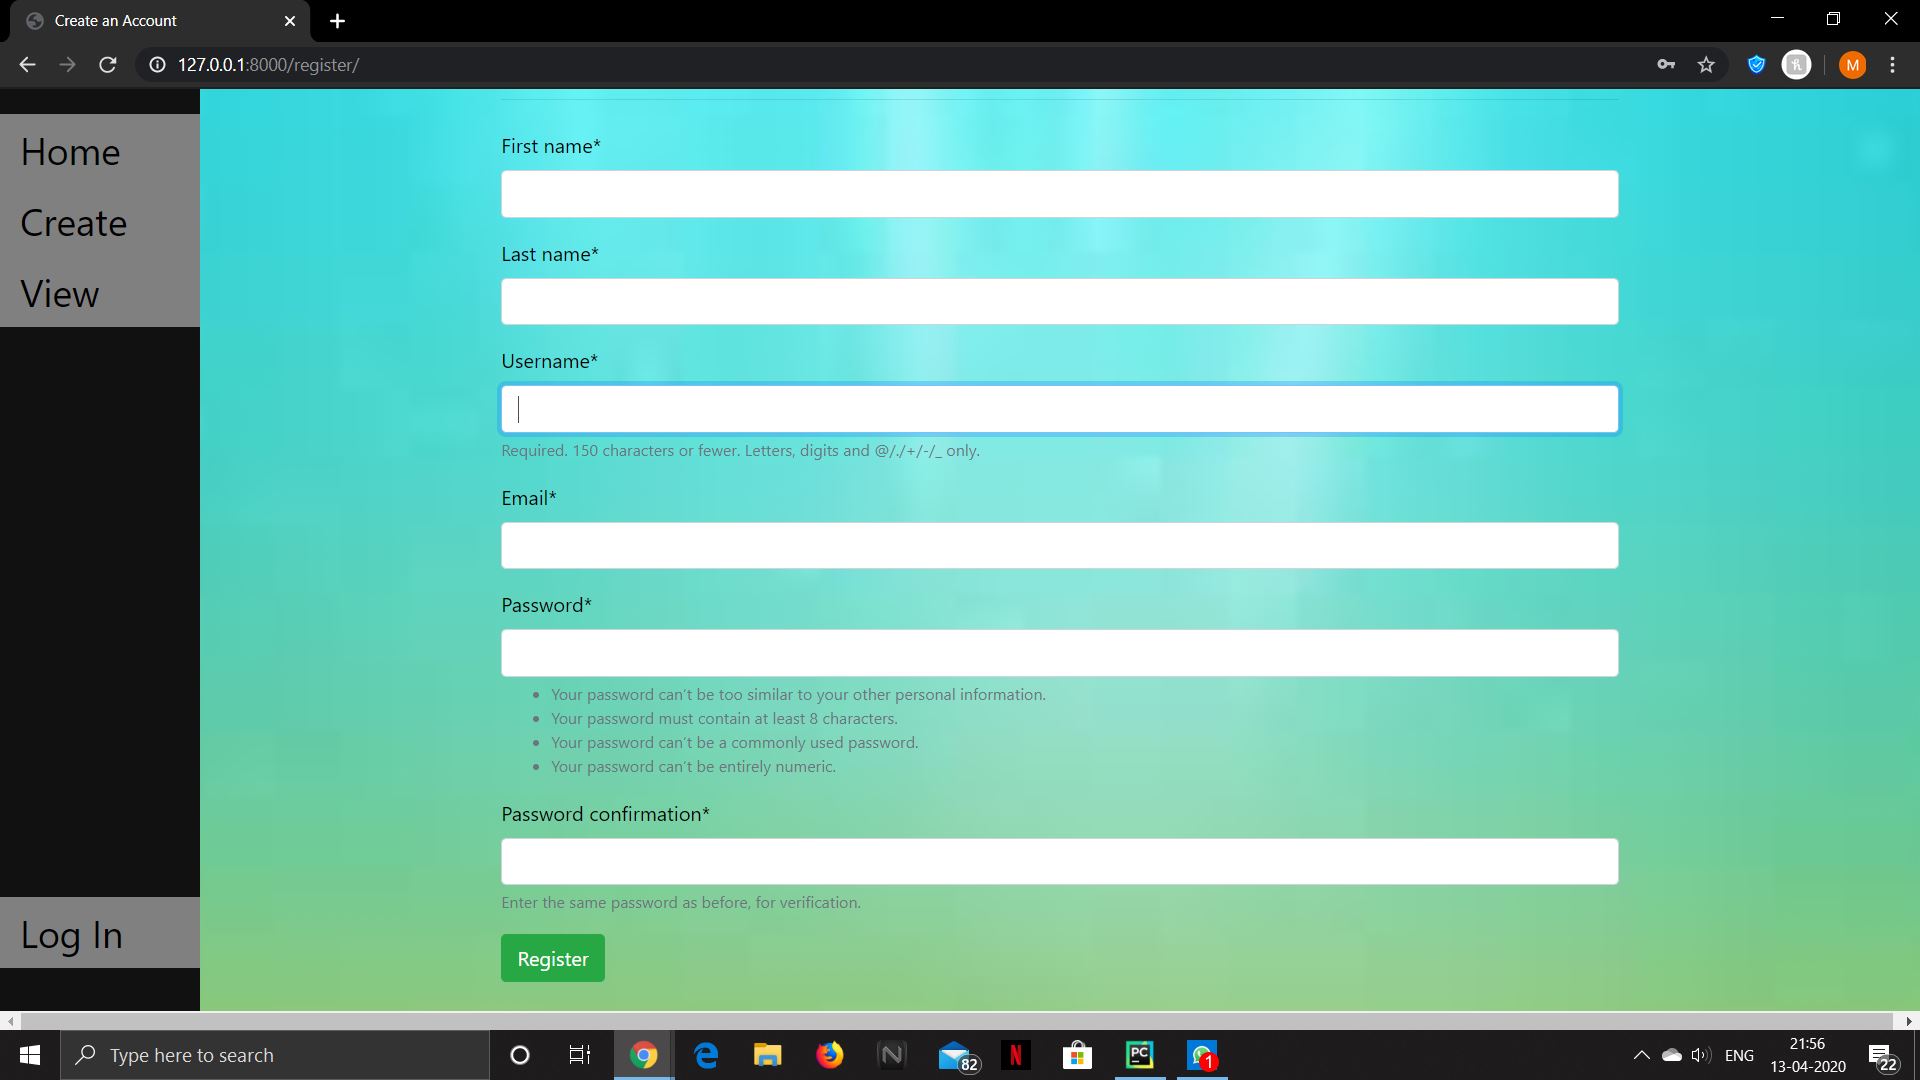 Create an Account
127.0.0.1:8000/register/
M
Home
Create
View
Log In
First name*
Last name*
Username*
Required. 150 characters or fewer. Letters, digits and @/./+/-/_ only.
Email*
Password*
Your password can't be too similar to your other personal information.
Your password must contain at least 8 characters.
Your password can't be a commonly used password.
Your password can't be entirely numeric.
Password confirmation*
Enter the same password as before, for verification.
Register
Type here to search
N
82
N
PC
1
ENG
21:56
13-04-2020
22